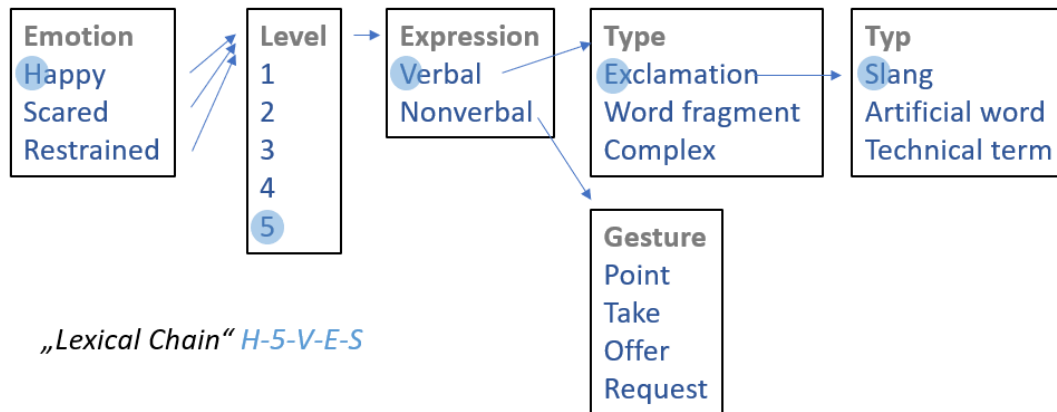 Emotion
Happy
Scared
Restrained
Level
1
2
3
4
5
Expression
Verbal
Nonverbal
Type
Exclamation
Word fragment
Complex
Typ
Slang
Artificial word
Technical term
Gesture
Point
Take
Offer
Request
„Lexical Chain“ H-5-V-E-S